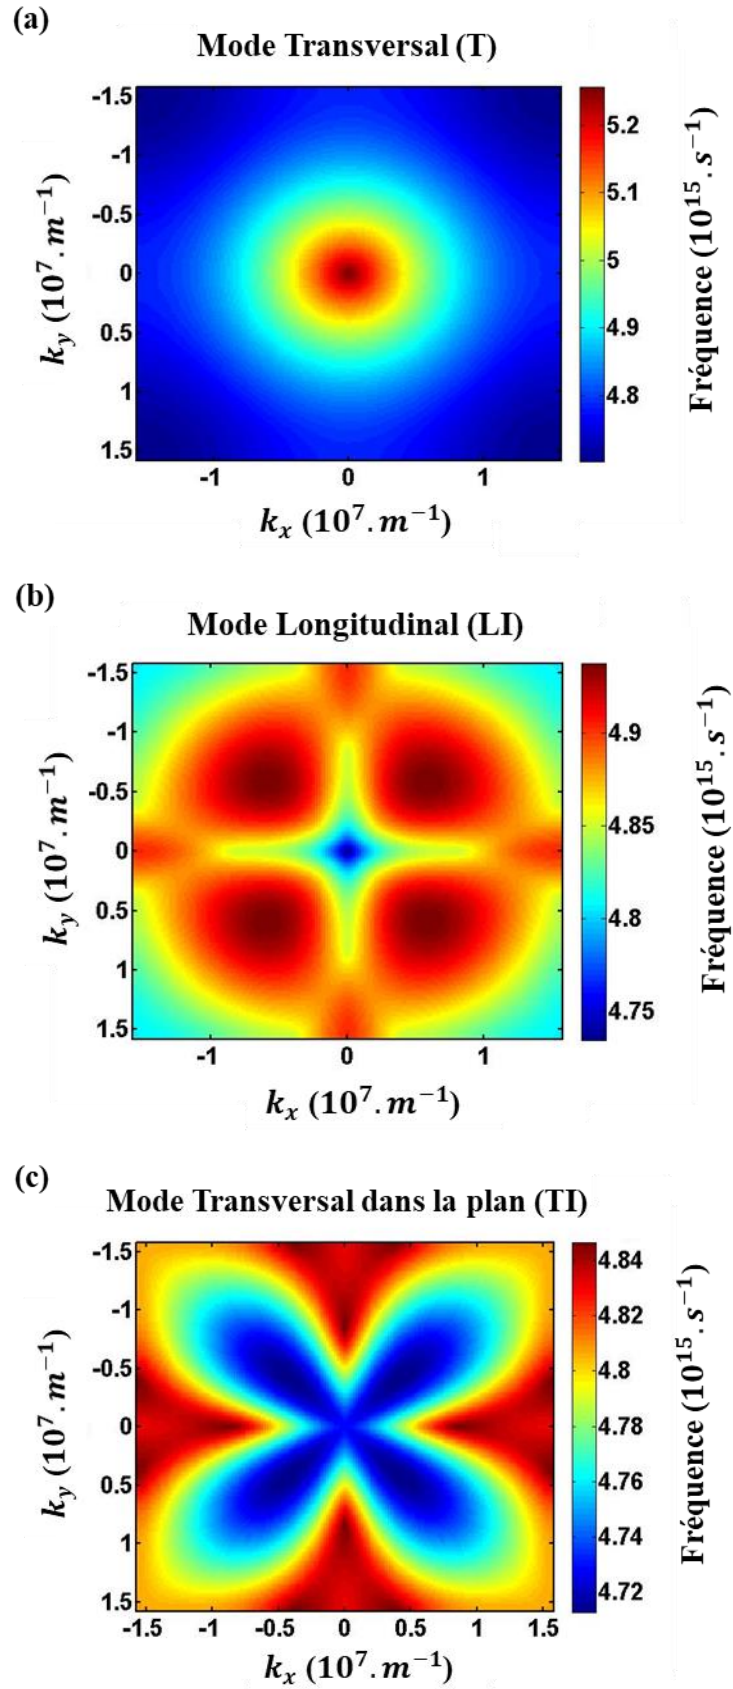 (a)
Mode Transversal (T)
-1.5
-1
-0.5
0
0.5
1
1.5
k_y (10^7.m^{-1})
-1 0 1
k_x (10^7.m^{-1})
5.2
5.1
5
4.9
4.8
Fréquence (10^{15}.s^{-1})
(b)
Mode Longitudinal (LI)
-1.5
-1
-0.5
0
0.5
1
1.5
k_y (10^7.m^{-1})
-1 0 1
k_x (10^7.m^{-1})
4.9
4.85
4.8
4.75
Fréquence (10^{15}.s^{-1})
(c)
Mode Transversal dans la plan (TI)
-1.5
-1
-0.5
0
0.5
1
1.5
k_y (10^7.m^{-1})
-1.5 -1 -0.5 0 0.5 1 1.5
k_x (10^7.m^{-1})
4.84
4.82
4.8
4.78
4.76
4.74
4.72
Fréquence (10^{15}.s^{-1})